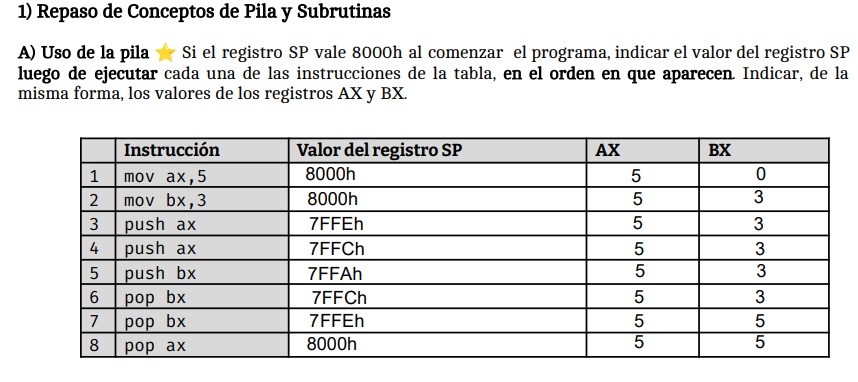 1) Repaso de Conceptos de Pila y Subrutinas
A) Uso de la pila ⭐ Si el registro SP vale 8000h al comenzar el programa, indicar el valor del registro SP
luego de ejecutar cada una de las instrucciones de la tabla, en el orden en que aparecen. Indicar, de la
misma forma, los valores de los registros AX y BX.
Instrucción Valor del registro SP AX BX
1 mov ax,5 8000h 5 0
2 mov bx,3 8000h 5 3
3 push ax 7FFEh 5 3
4 push ax 7FFCh 5 3
5 push bx 7FFAh 5 3
6 pop bx 7FFCh 5 3
7 pop bx 7FFEh 5 5
8 pop ax 8000h 5 5